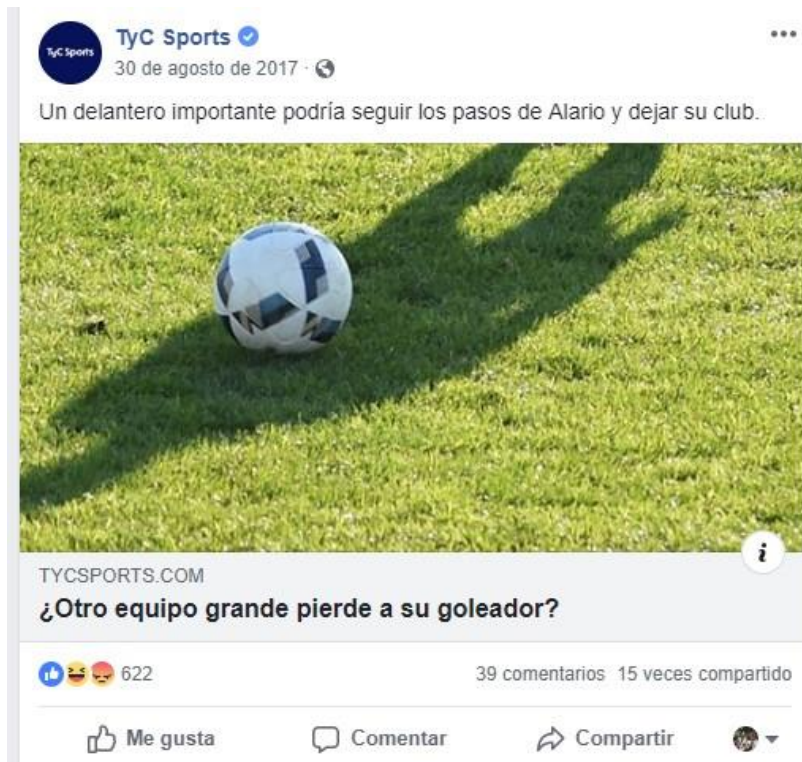 TyC Sports
TyC Sports
30 de agosto de 2017
Un delantero importante podría seguir los pasos de Alario y dejar su club.
i
TYCSPORTS.COM
¿Otro equipo grande pierde a su goleador?
622 39 comentarios 15 veces compartido
Me gusta Comentar Compartir